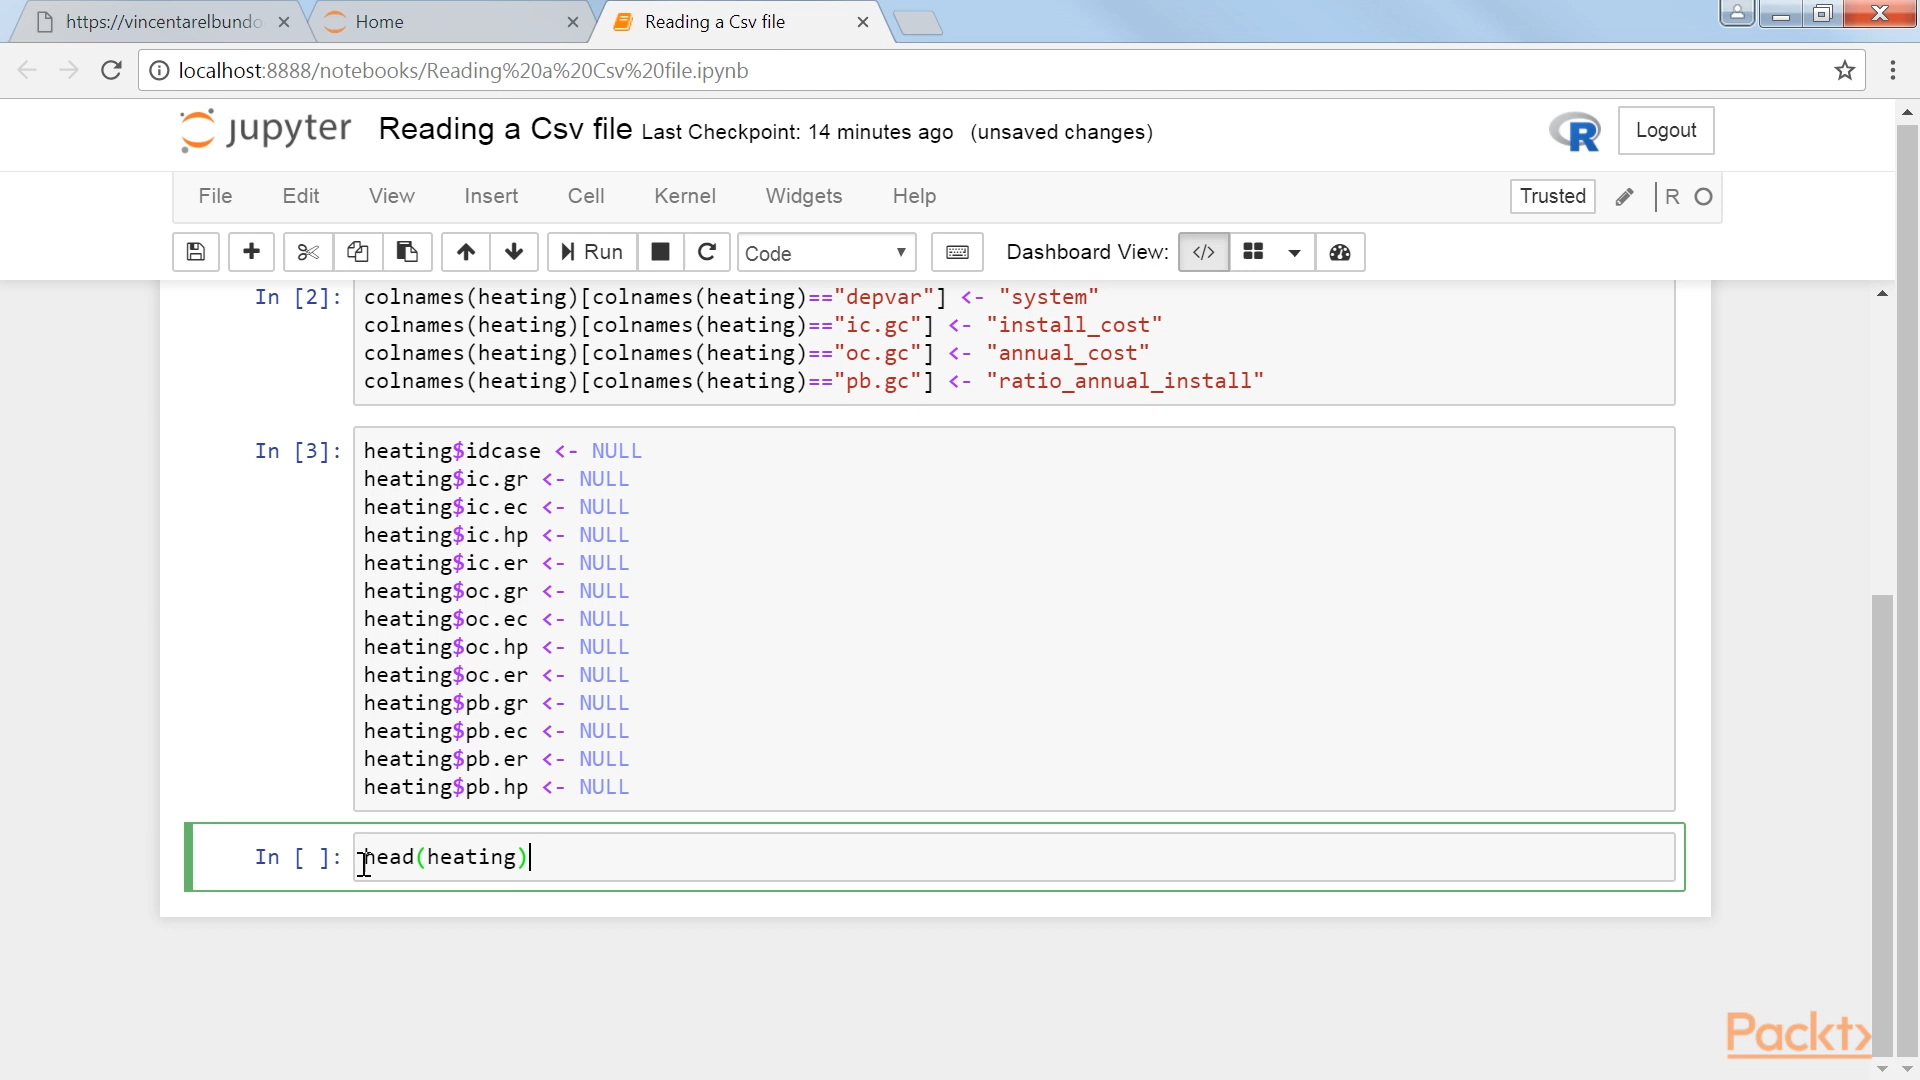 https://vincentarelbundo
Home
Reading a Csv file
localhost:8888/notebooks/Reading%20a%20Csv%20file.ipynb
jupyter Reading a Csv file Last Checkpoint: 14 minutes ago (unsaved changes)
R
Logout
File Edit View Insert Cell Kernel Widgets Help
Trusted
R
Run
Code
Dashboard View:
In [2]: colnames(heating)[colnames(heating)=="depvar"] <- "system"
colnames(heating)[colnames(heating)=="ic.gc"] <- "install_cost"
colnames(heating)[colnames(heating)=="oc.gc"] <- "annual_cost"
colnames(heating)[colnames(heating)=="pb.gc"] <- "ratio_annual_install"
In [3]: heating$idcase <- NULL
heating$ic.gr <- NULL
heating$ic.ec <- NULL
heating$ic.hp <- NULL
heating$ic.er <- NULL
heating$oc.gr <- NULL
heating$oc.ec <- NULL
heating$oc.hp <- NULL
heating$oc.er <- NULL
heating$pb.gr <- NULL
heating$pb.ec <- NULL
heating$pb.er <- NULL
heating$pb.hp <- NULL
In [ ]: head(heating)
Packt>